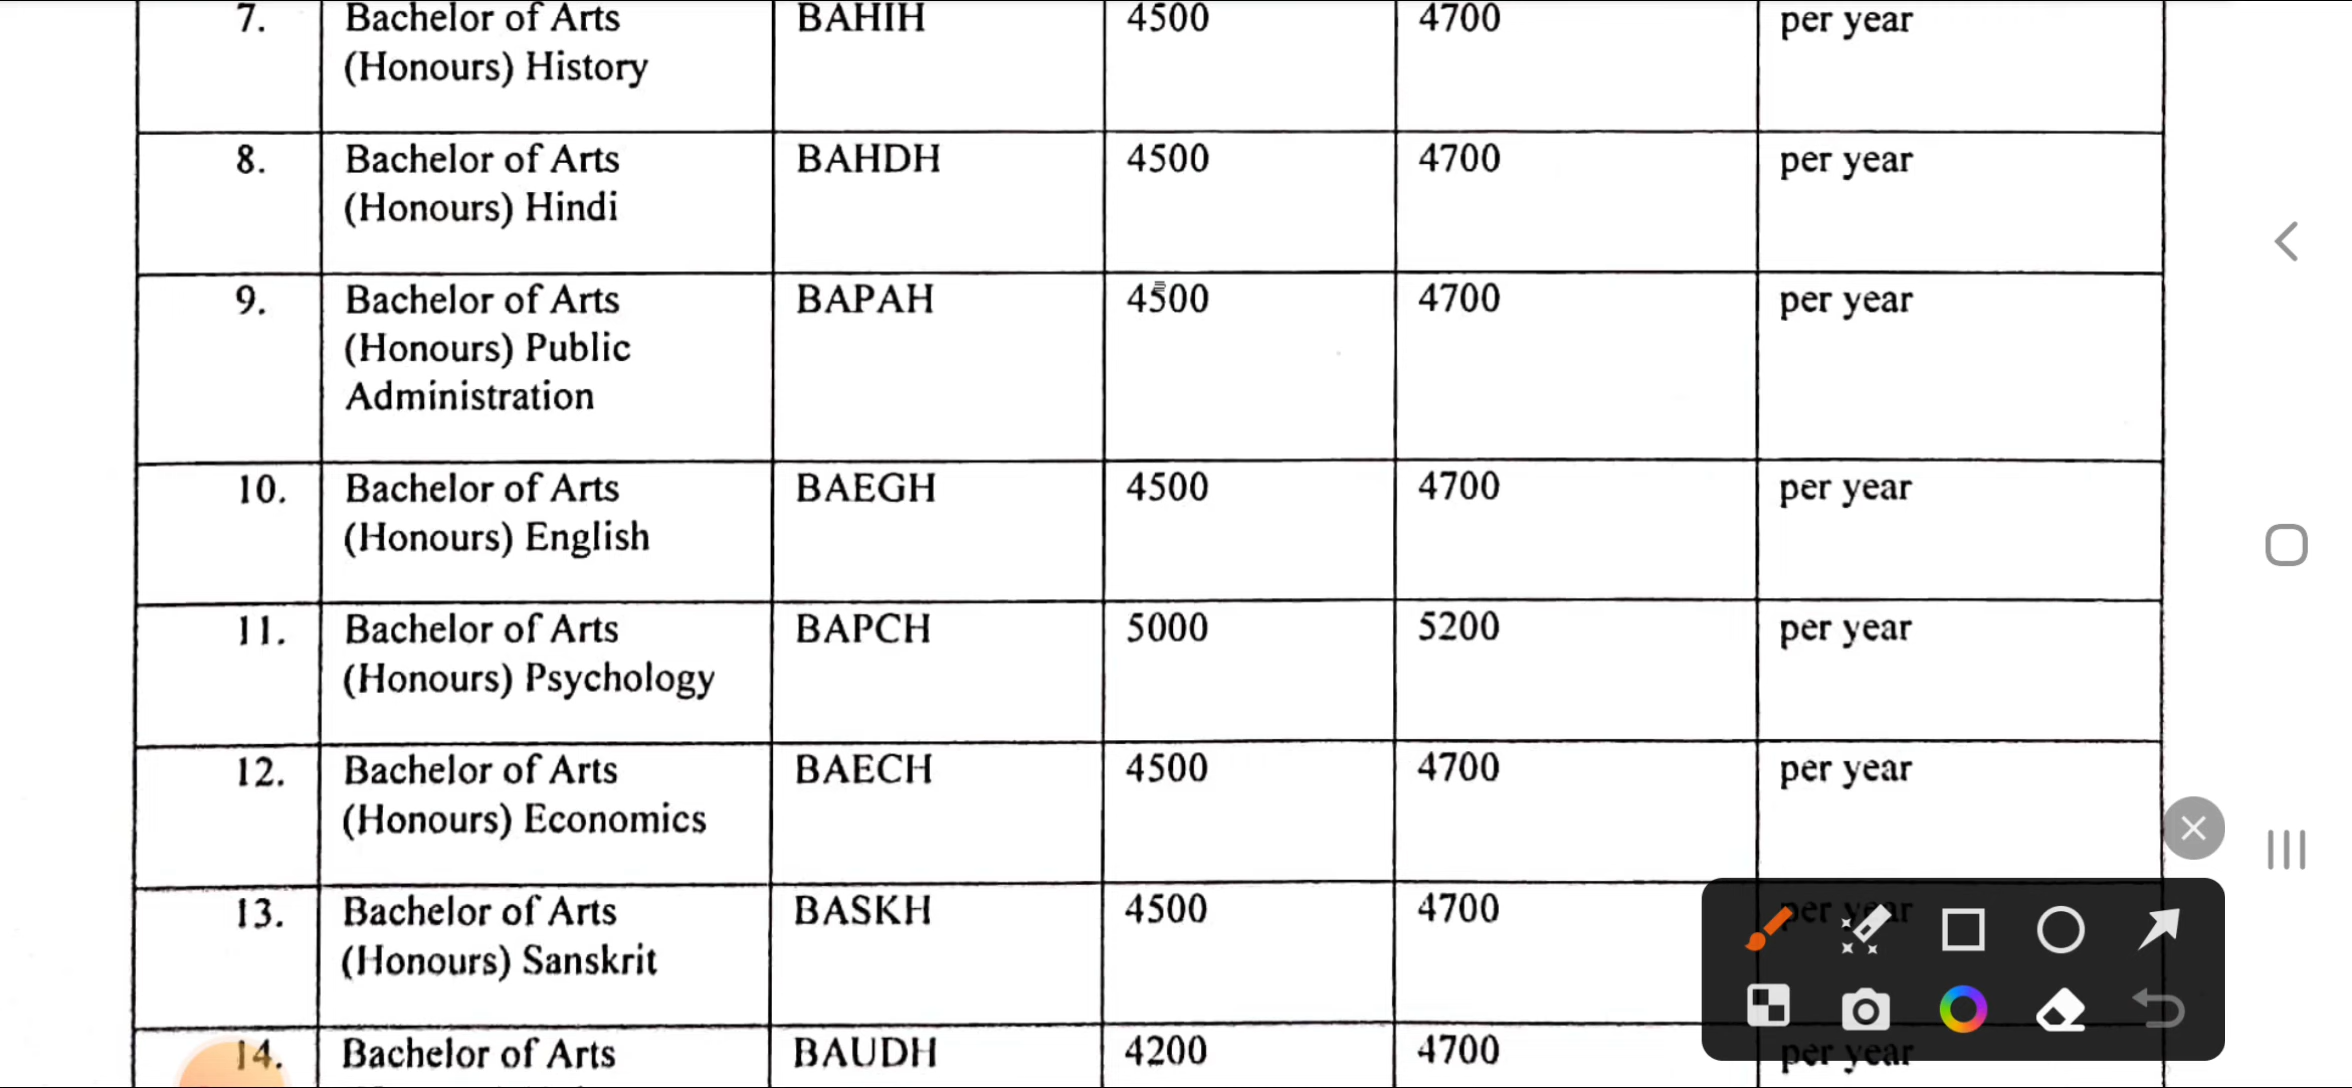 7. Bachelor of Arts BAHIH 4500 4700 per year
(Honours) History
8. Bachelor of Arts BAHDH 4500 4700 per year
(Honours) Hindi
9. Bachelor of Arts BAPAH 4500 4700 per year
(Honours) Public
Administration
10. Bachelor of Arts BAEGH 4500 4700 per year
(Honours) English
11. Bachelor of Arts BAPCH 5000 5200 per year
(Honours) Psychology
12. Bachelor of Arts BAECH 4500 4700 per year
(Honours) Economics
13. Bachelor of Arts BASKH 4500 4700 per year
(Honours) Sanskrit
14. Bachelor of Arts BAUDH 4200 4700 per year